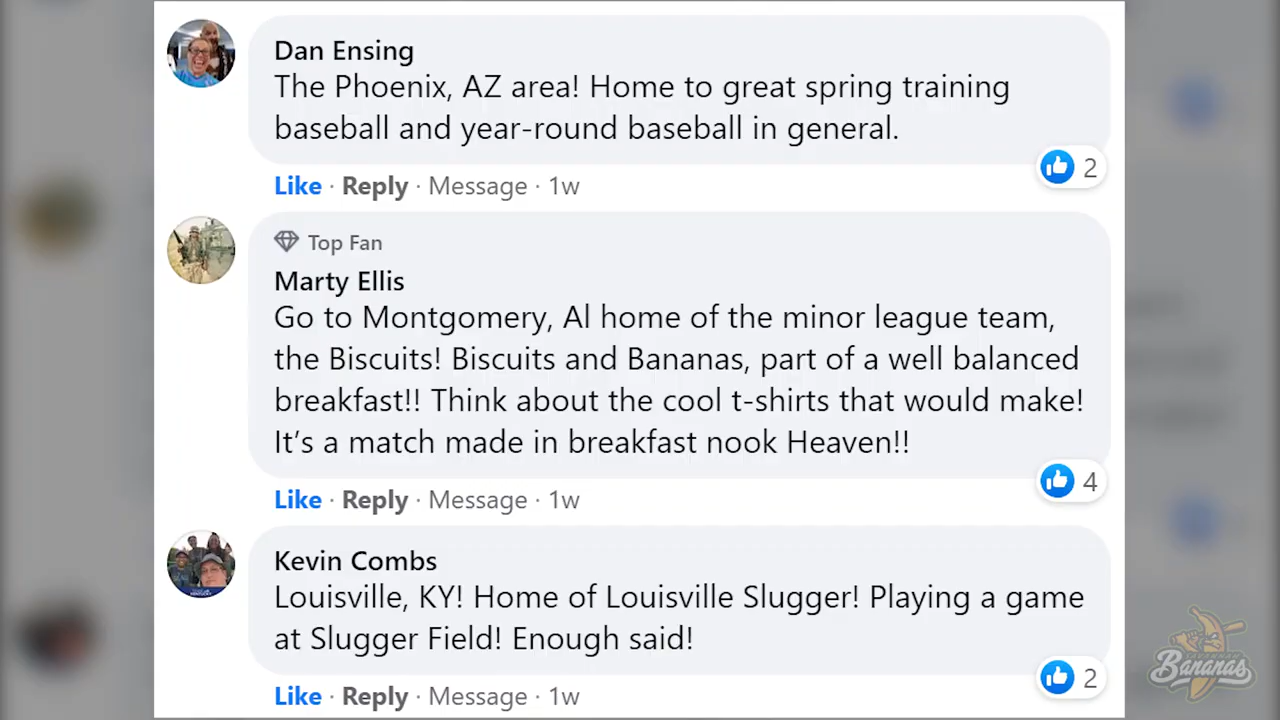 Dan Ensing
The Phoenix, AZ area! Home to great spring training
baseball and year-round baseball in general.
2
Like · Reply · Message · 1w
Top Fan
Marty Ellis
Go to Montgomery, Al home of the minor league team,
the Biscuits! Biscuits and Bananas, part of a well balanced
breakfast!! Think about the cool t-shirts that would make!
It's a match made in breakfast nook Heaven!!
4
Like · Reply · Message · 1w
Kevin Combs
Louisville, KY! Home of Louisville Slugger! Playing a game
at Slugger Field! Enough said!
2
Like · Reply · Message · 1w
SAVANNAH
Bananas